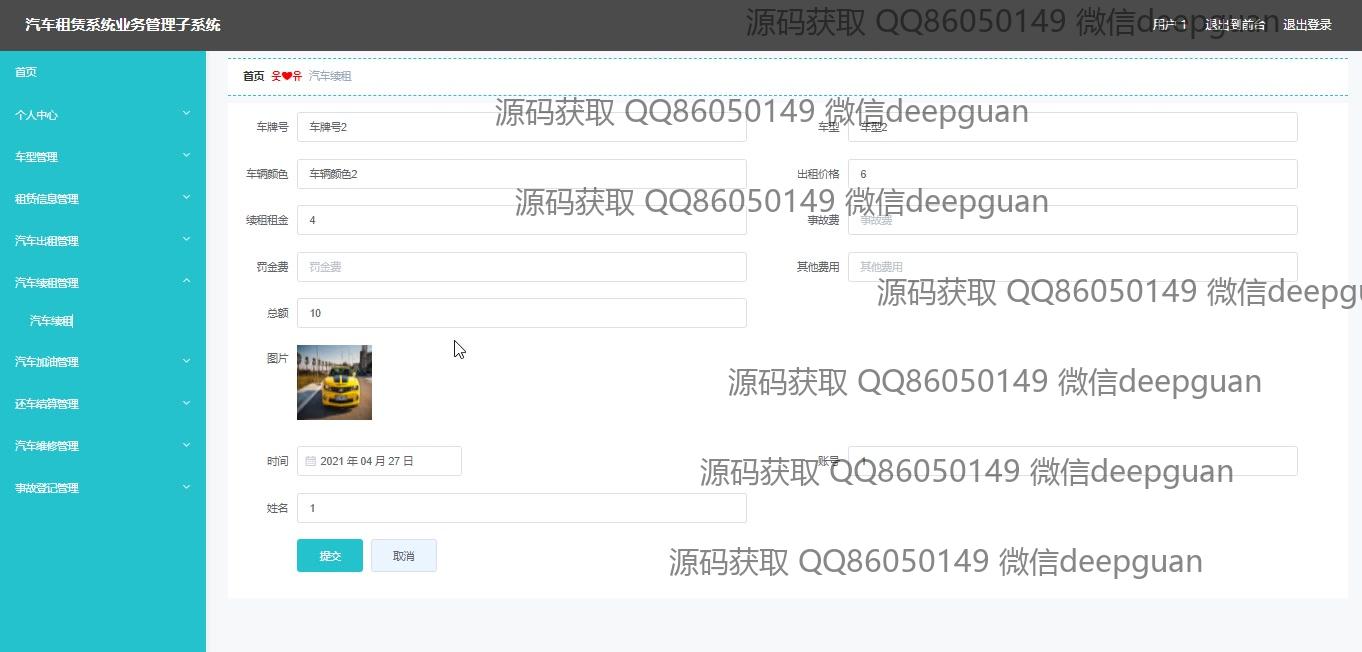 汽车租赁系统业务管理子系统
源码获取 QQ86050149 微信deepguan
用户 1 退出到前台 退出登录
首页
个人中心
车型管理
租赁信息管理
汽车出租管理
汽车续租管理
汽车续租
汽车加油管理
还车结算管理
汽车维修管理
事故登记管理
首页 웃❤유 汽车续租
源码获取 QQ86050149 微信deepguan
车牌号 车牌号2 车型 车型2
车辆颜色 车辆颜色2 出租价格 6
源码获取 QQ86050149 微信deepguan
续租租金 4 事故费 事故费
罚金费 罚金费 其他费用 其他费用
源码获取 QQ86050149 微信deepgu
总额 10
图片
源码获取 QQ86050149 微信deepguan
时间 2021 年 04 月 27 日 账号 1
源码获取 QQ86050149 微信deepguan
姓名 1
提交 取消
源码获取 QQ86050149 微信deepguan